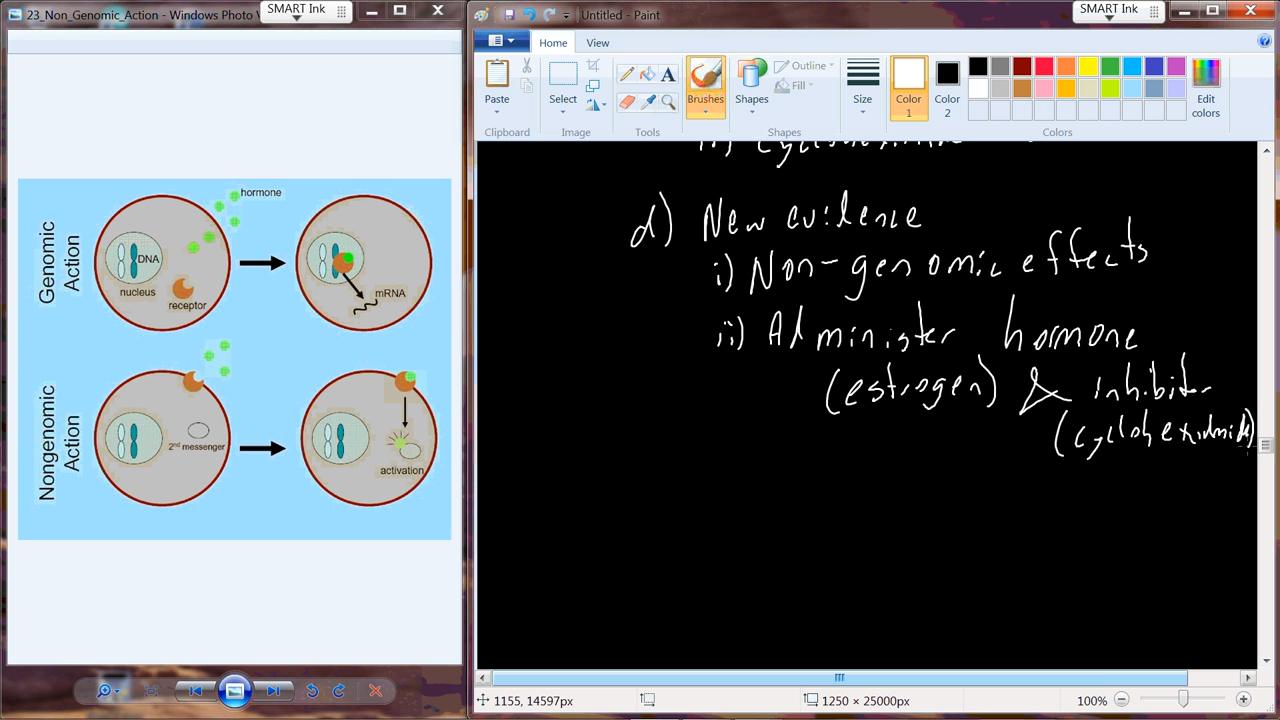 23_Non_Genomic_Action - Windows Photo V
SMART Ink
Untitled - Paint
SMART Ink
Home
View
Paste
Select
Brushes
Shapes
Outline
Fill
Size
Color
1
Color
2
Edit
colors
Clipboard
Image
Tools
Shapes
Colors
Genomic
Action
hormone
DNA
nucleus
receptor
mRNA
Nongenomic
Action
2nd messenger
activation
d) New evidence
i) Non-genomic effects
ii) Administer hormone
(estrogen) & inhibitor
1155, 14597px
1250 × 25000px
100%